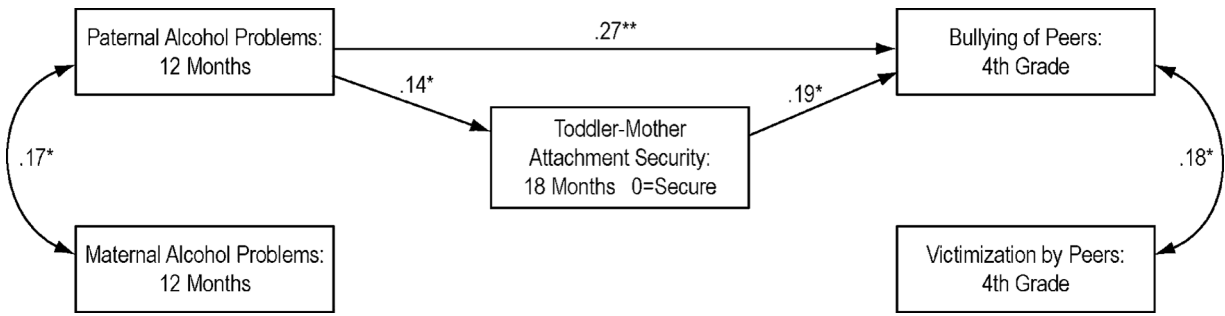 Paternal Alcohol Problems:
12 Months
.27**
Bullying of Peers:
4th Grade
.14*
.19*
Toddler-Mother
Attachment Security:
18 Months 0=Secure
.17*
.18*
Maternal Alcohol Problems:
12 Months
Victimization by Peers:
4th Grade